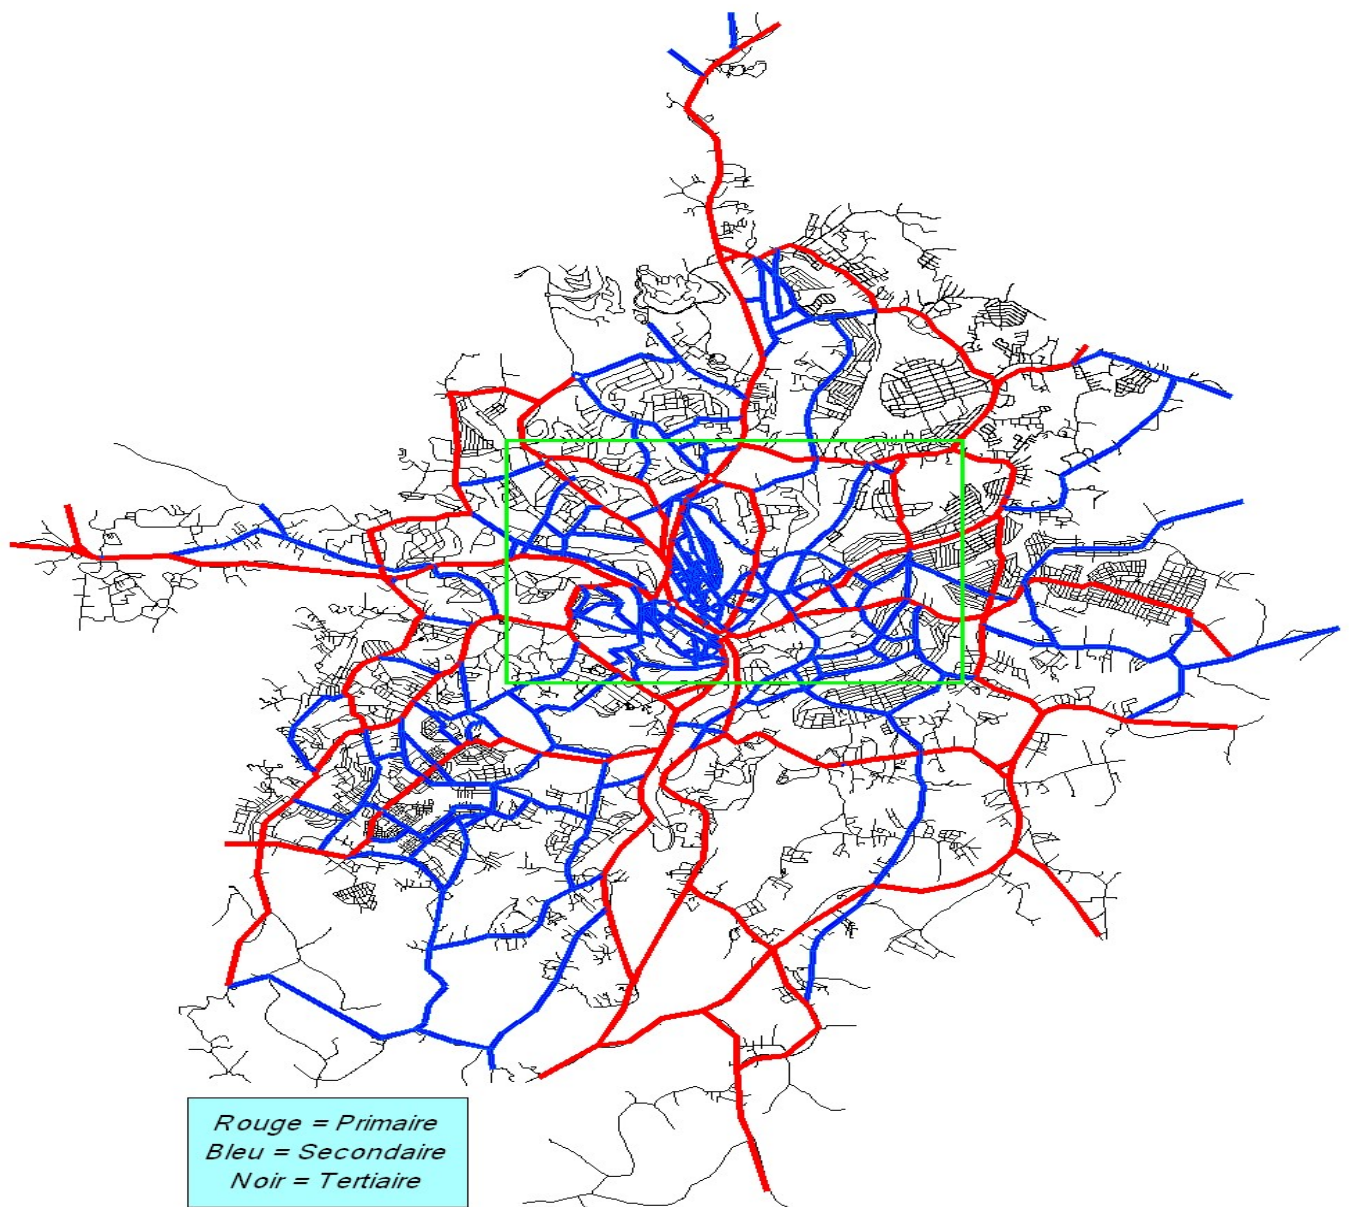 Rouge = Primaire
Bleu = Secondaire
Noir = Tertiaire